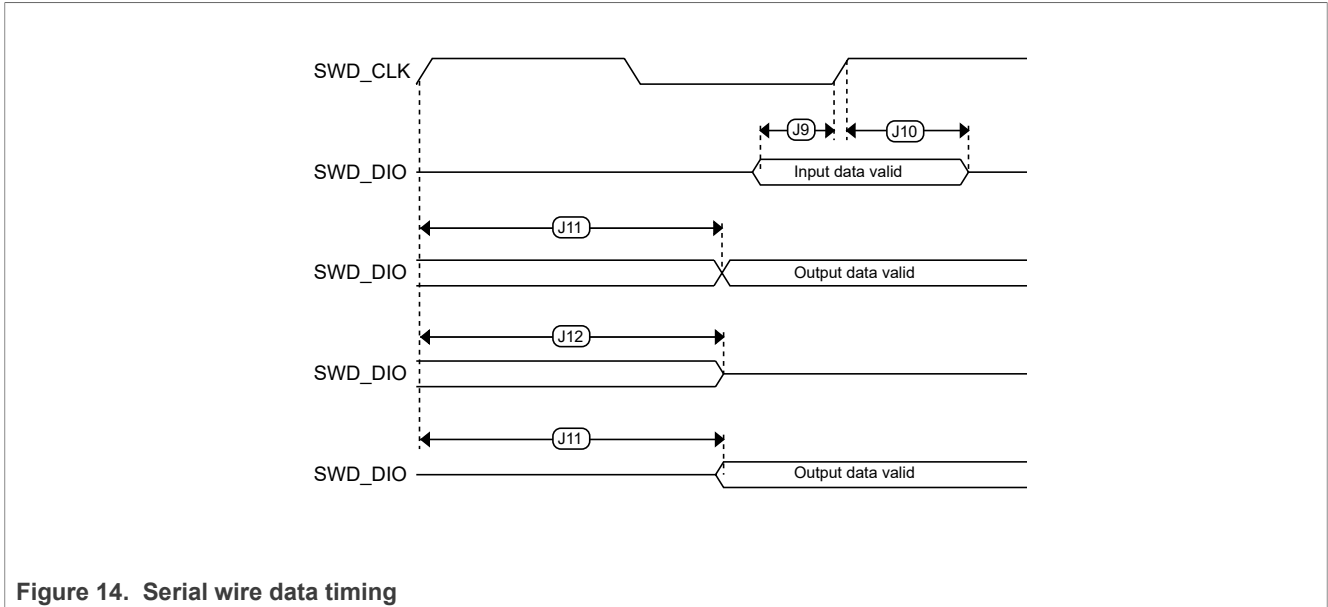 SWD_CLK
J9
J10
SWD_DIO
Input data valid
J11
SWD_DIO
Output data valid
J12
SWD_DIO
J11
SWD_DIO
Output data valid
Figure 14. Serial wire data timing